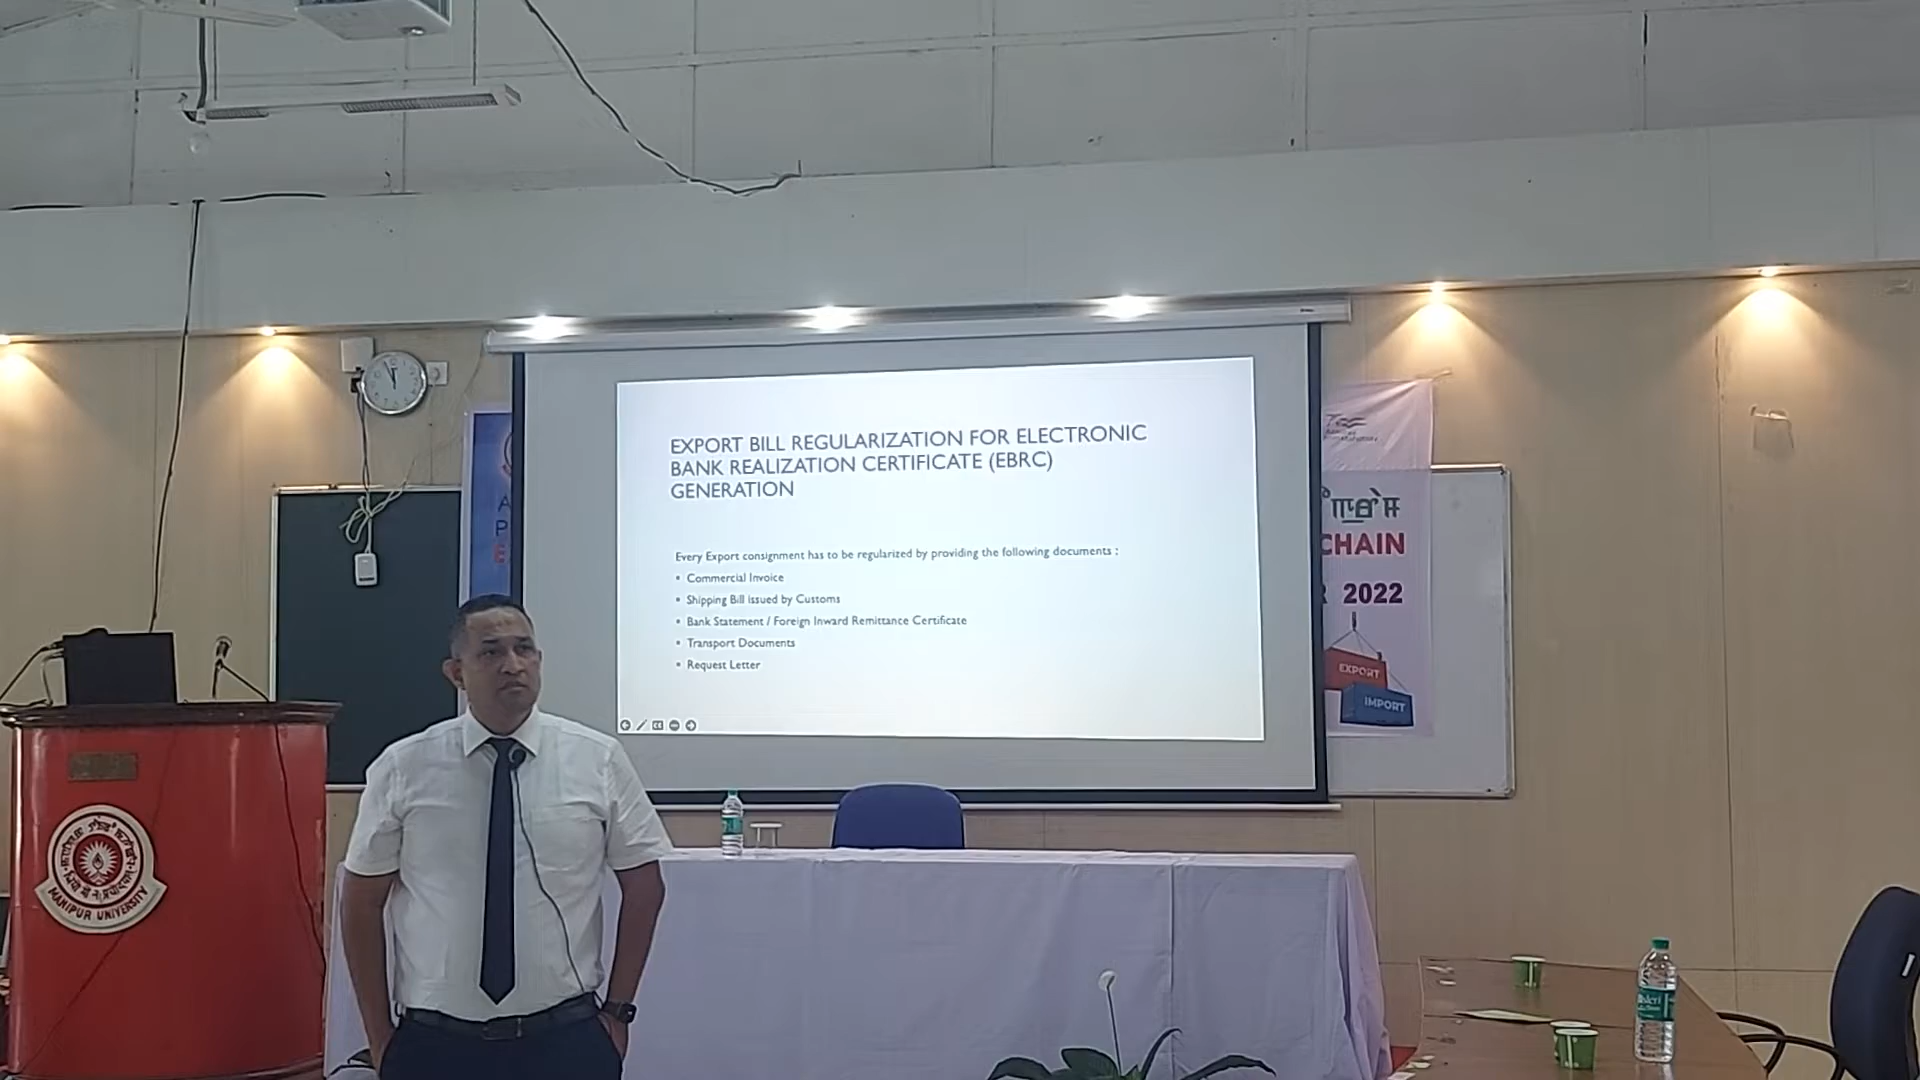 EXPORT BILL REGULARIZATION FOR ELECTRONIC
BANK REALIZATION CERTIFICATE (EBRC)
GENERATION
Every Export consignment has to be regularized by providing the following documents :
• Commercial Invoice
• Shipping Bill issued by Customs
• Bank Statement / Foreign Inward Remittance Certificate
• Transport Documents
• Request Letter
CHAIN
2022
EXPORT
IMPORT
MANIPUR UNIVERSITY